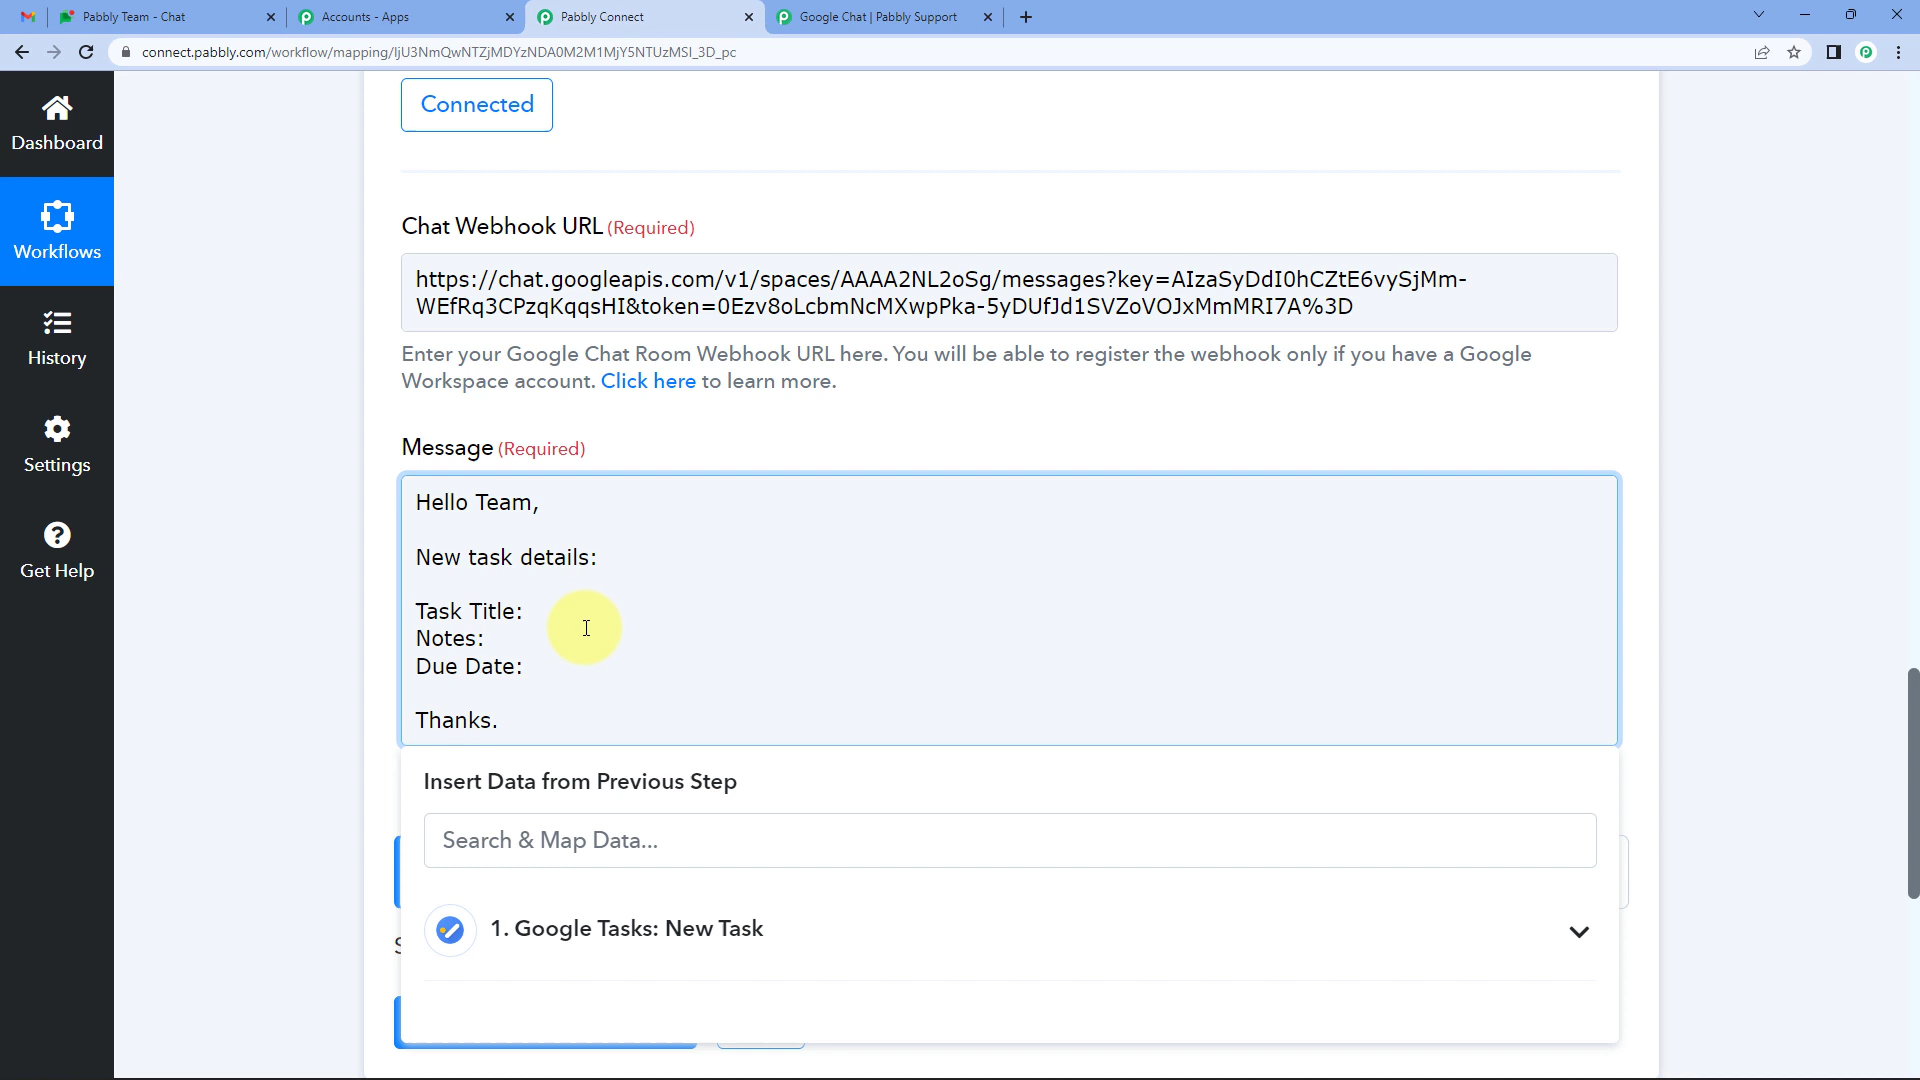 Pabbly Team - Chat
Accounts - Apps
Pabbly Connect
Google Chat | Pabbly Support
connect.pabbly.com/workflow/mapping/IjU3NmQwNTZjMDYzNDA0M2M1MjY5NTUzMSI_3D_pc
Dashboard
Workflows
History
Settings
Get Help
Connected
Chat Webhook URL (Required)
https://chat.googleapis.com/v1/spaces/AAAA2NL2oSg/messages?key=AIzaSyDdI0hCZtE6vySjMm-
WEfRq3CPzqKqqsHI&token=0Ezv8oLcbmNcMXwpPka-5yDUfJd1SVZoVOJxMmMRI7A%3D
Enter your Google Chat Room Webhook URL here. You will be able to register the webhook only if you have a Google
Workspace account. Click here to learn more.
Message (Required)
Hello Team,
New task details:
Task Title:
Notes:
Due Date:
Thanks.
Insert Data from Previous Step
Search & Map Data...
1. Google Tasks: New Task